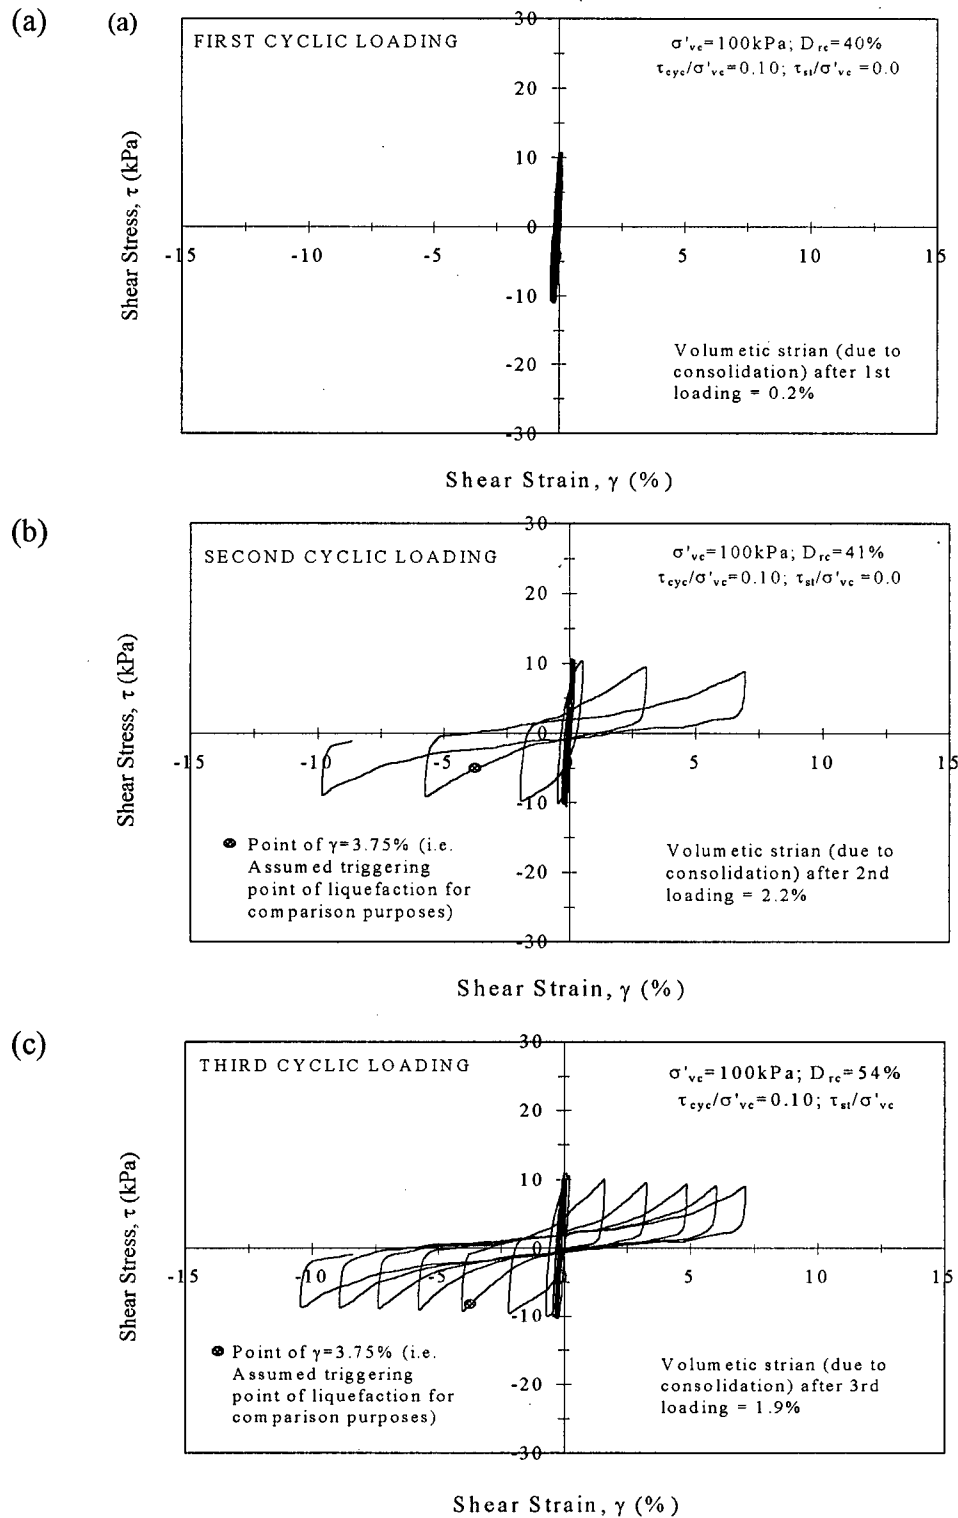 (a) (a)
FIRST CYCLIC LOADING
σ'vc=100kPa; Drc=40%
τcyc/σ'vc=0.10; τst/σ'vc=0.0
30
20
10
0
-15 -10 -5 5 10 15
-10
-20
-30
Shear Stress, τ (kPa)
Volumetic strian (due to
consolidation) after 1st
loading = 0.2%
Shear Strain, γ (%)
(b)
SECOND CYCLIC LOADING
σ'vc=100kPa; Drc=41%
τcyc/σ'vc=0.10; τst/σ'vc=0.0
30
20
10
0
-15 -10 -5 0 5 10 15
-10
-20
-30
Shear Stress, τ (kPa)
Point of γ=3.75% (i.e.
Assumed triggering
point of liquefaction for
comparison purposes)
Volumetic strian (due to
consolidation) after 2nd
loading = 2.2%
Shear Strain, γ (%)
(c)
THIRD CYCLIC LOADING
σ'vc=100kPa; Drc=54%
τcyc/σ'vc=0.10; τst/σ'vc
30
20
10
0
-15 -10 -5 0 5 10 15
-10
-20
-30
Shear Stress, τ (kPa)
Point of γ=3.75% (i.e.
Assumed triggering
point of liquefaction for
comparison purposes)
Volumetic strian (due to
consolidation) after 3rd
loading = 1.9%
Shear Strain, γ (%)